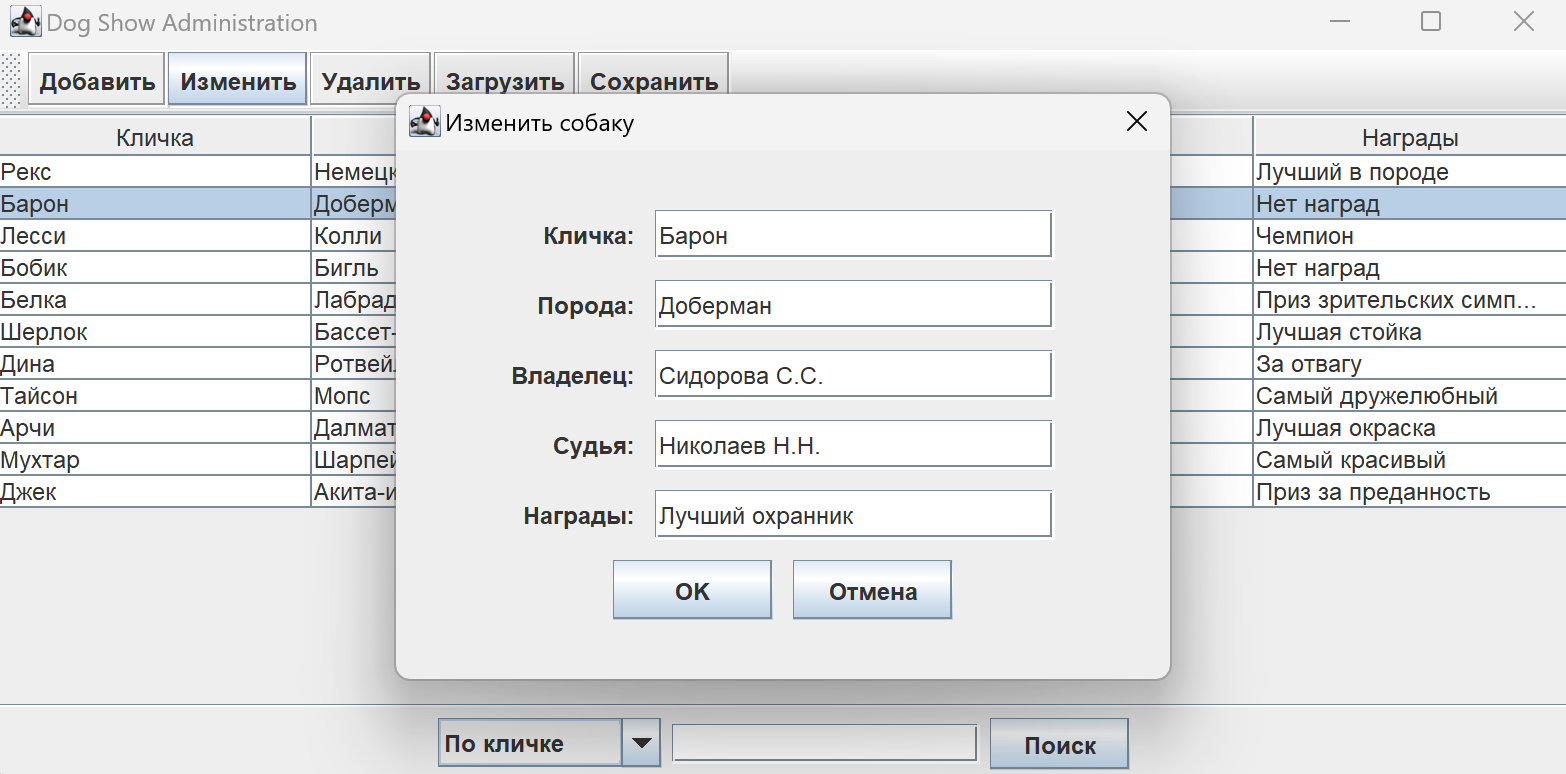 Dog Show Administration
Добавить Изменить Удалить Загрузить Сохранить
Изменить собаку
Кличка Награды
Рекс Немецк Лучший в породе
Барон Доберм Нет наград
Лесси Колли Чемпион
Бобик Бигль Нет наград
Белка Лабрад Приз зрительских симп...
Шерлок Бассет- Лучшая стойка
Дина Ротвей За отвагу
Тайсон Мопс Самый дружелюбный
Арчи Далмат Лучшая окраска
Мухтар Шарпей Самый красивый
Джек Акита-и Приз за преданность
Кличка: Барон
Порода: Доберман
Владелец: Сидорова С.С.
Судья: Николаев Н.Н.
Награды: Лучший охранник
OK Отмена
По кличке Поиск